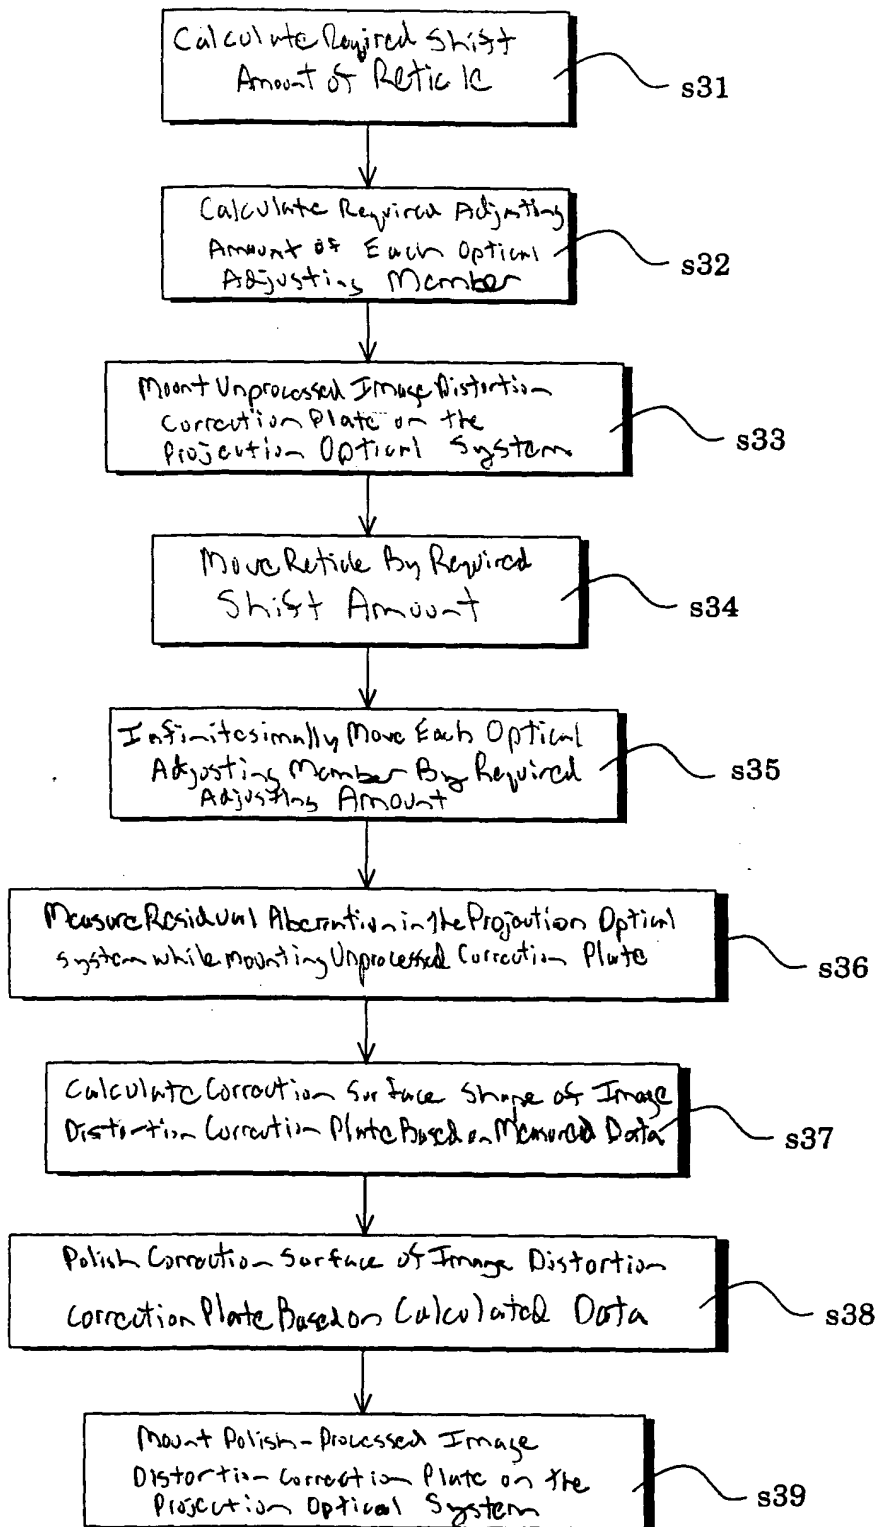 Calculate Required Shift
Amount of Reticle
s31
Calculate Required Adjusting
Amount of Each Optical
Adjusting Member
s32
Mount Unprocessed Image Distortion
Correction Plate on the
Projection Optical System
s33
Move Reticle By Required
Shift Amount
s34
Infinitesimally Move Each Optical
Adjusting Member By Required
Adjusting Amount
s35
Measure Residual Aberration in the Projection Optical
system while mounting Unprocessed Correction Plate
s36
Calculate Correction Surface Shape of Image
Distortion Correction Plate Based on Measured Data
s37
Polish Correction Surface of Image Distortion
Correction Plate Based on Calculated Data
s38
Mount Polish-Processed Image
Distortion Correction Plate on the
Projection Optical System
s39